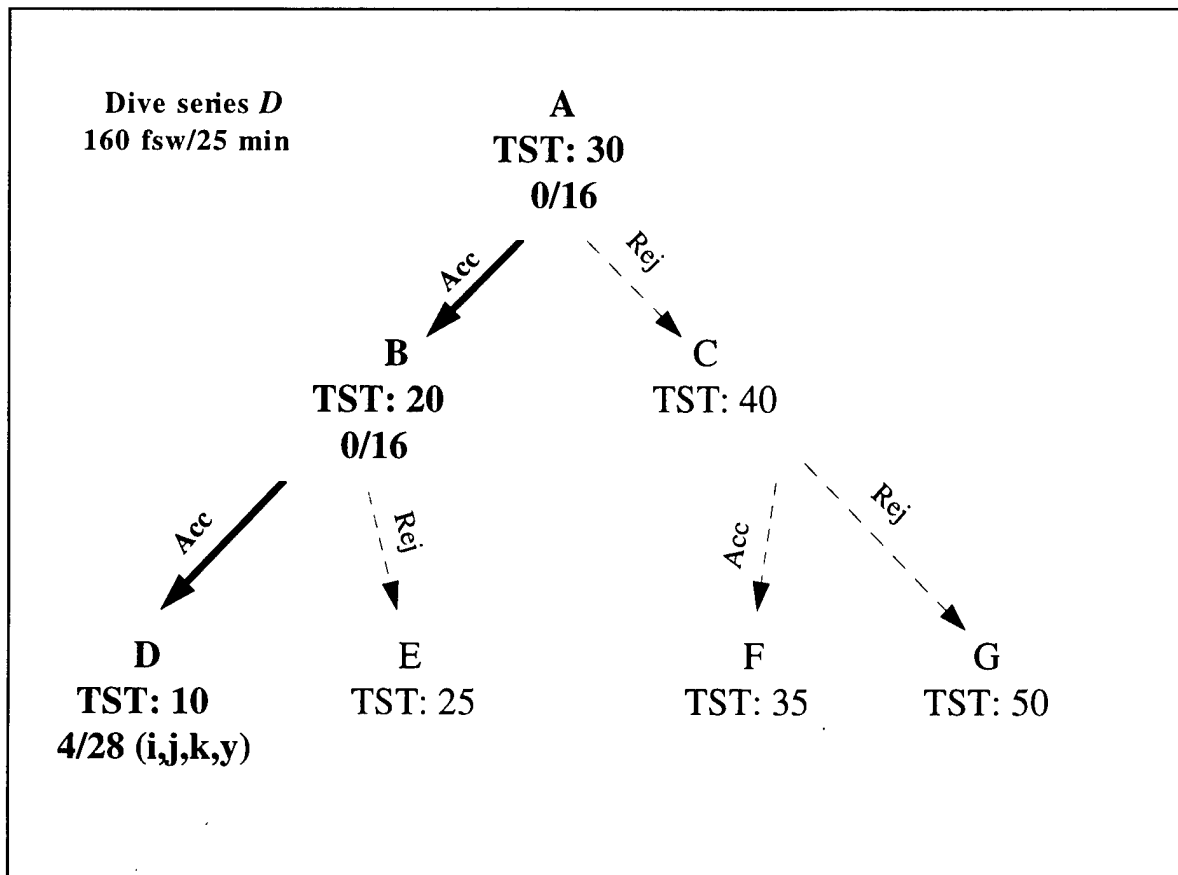 Dive series D
160 fsw/25 min
A
TST: 30
0/16
Acc
Rej
B
TST: 20
0/16
C
TST: 40
Acc
Rej
Acc
Rej
D
TST: 10
4/28 (i,j,k,y)
E
TST: 25
F
TST: 35
G
TST: 50